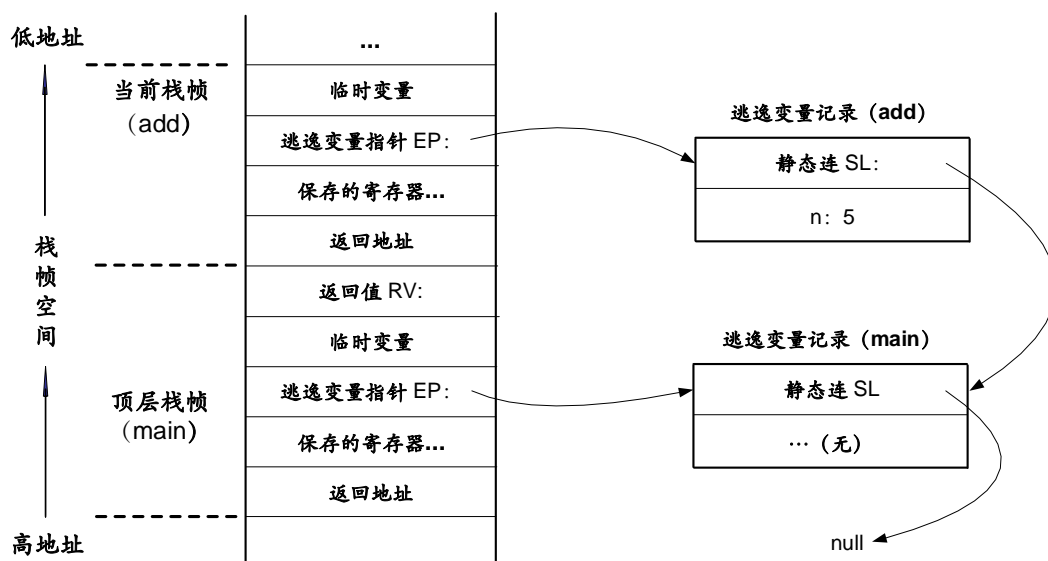 低地址
...
当前栈帧
(add)
临时变量
逃逸变量指针 EP:
保存的寄存器...
返回地址
栈帧空间
返回值 RV:
临时变量
顶层栈帧
(main)
逃逸变量指针 EP:
保存的寄存器...
返回地址
高地址
逃逸变量记录（add）
静态连 SL:
n: 5
逃逸变量记录（main）
静态连 SL
…（无）
null